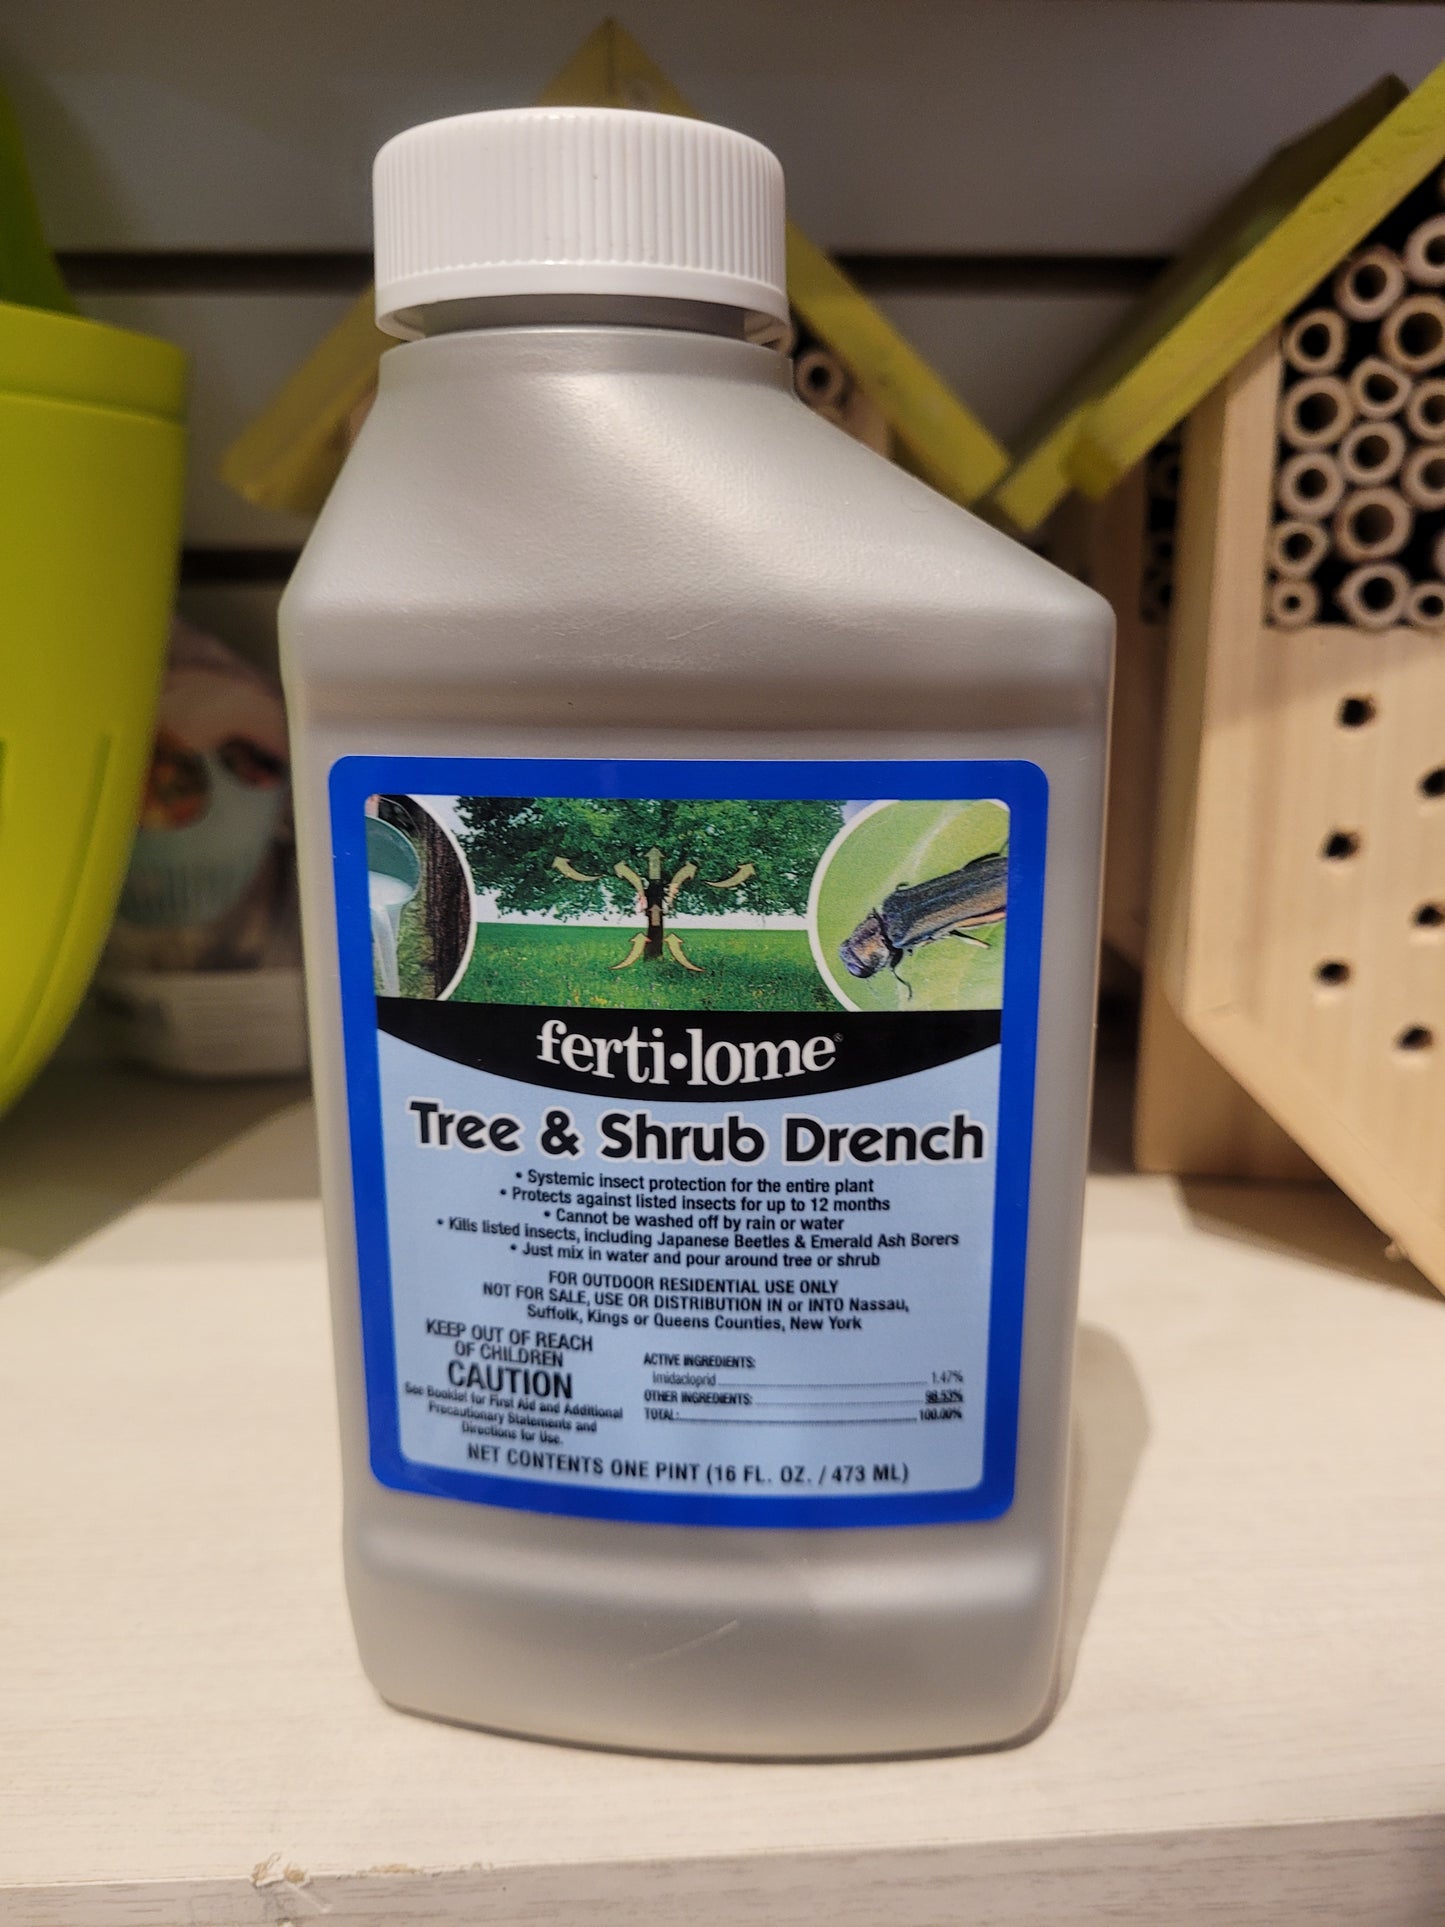 ferti•lome®
Tree & Shrub Drench
• Systemic insect protection for the entire plant
• Protects against listed insects for up to 12 months
• Cannot be washed off by rain or water
• Kills listed insects, including Japanese Beetles & Emerald Ash Borers
• Just mix in water and pour around tree or shrub
FOR OUTDOOR RESIDENTIAL USE ONLY
NOT FOR SALE, USE OR DISTRIBUTION IN or INTO Nassau,
Suffolk, Kings or Queens Counties, New York
KEEP OUT OF REACH
OF CHILDREN
CAUTION
See Booklet for First Aid and Additional
Precautionary Statements and
Directions for Use.
ACTIVE INGREDIENTS:
Imidacloprid 1.47%
OTHER INGREDIENTS: 98.53%
TOTAL: 100.00%
NET CONTENTS ONE PINT (16 FL. OZ. / 473 ML)